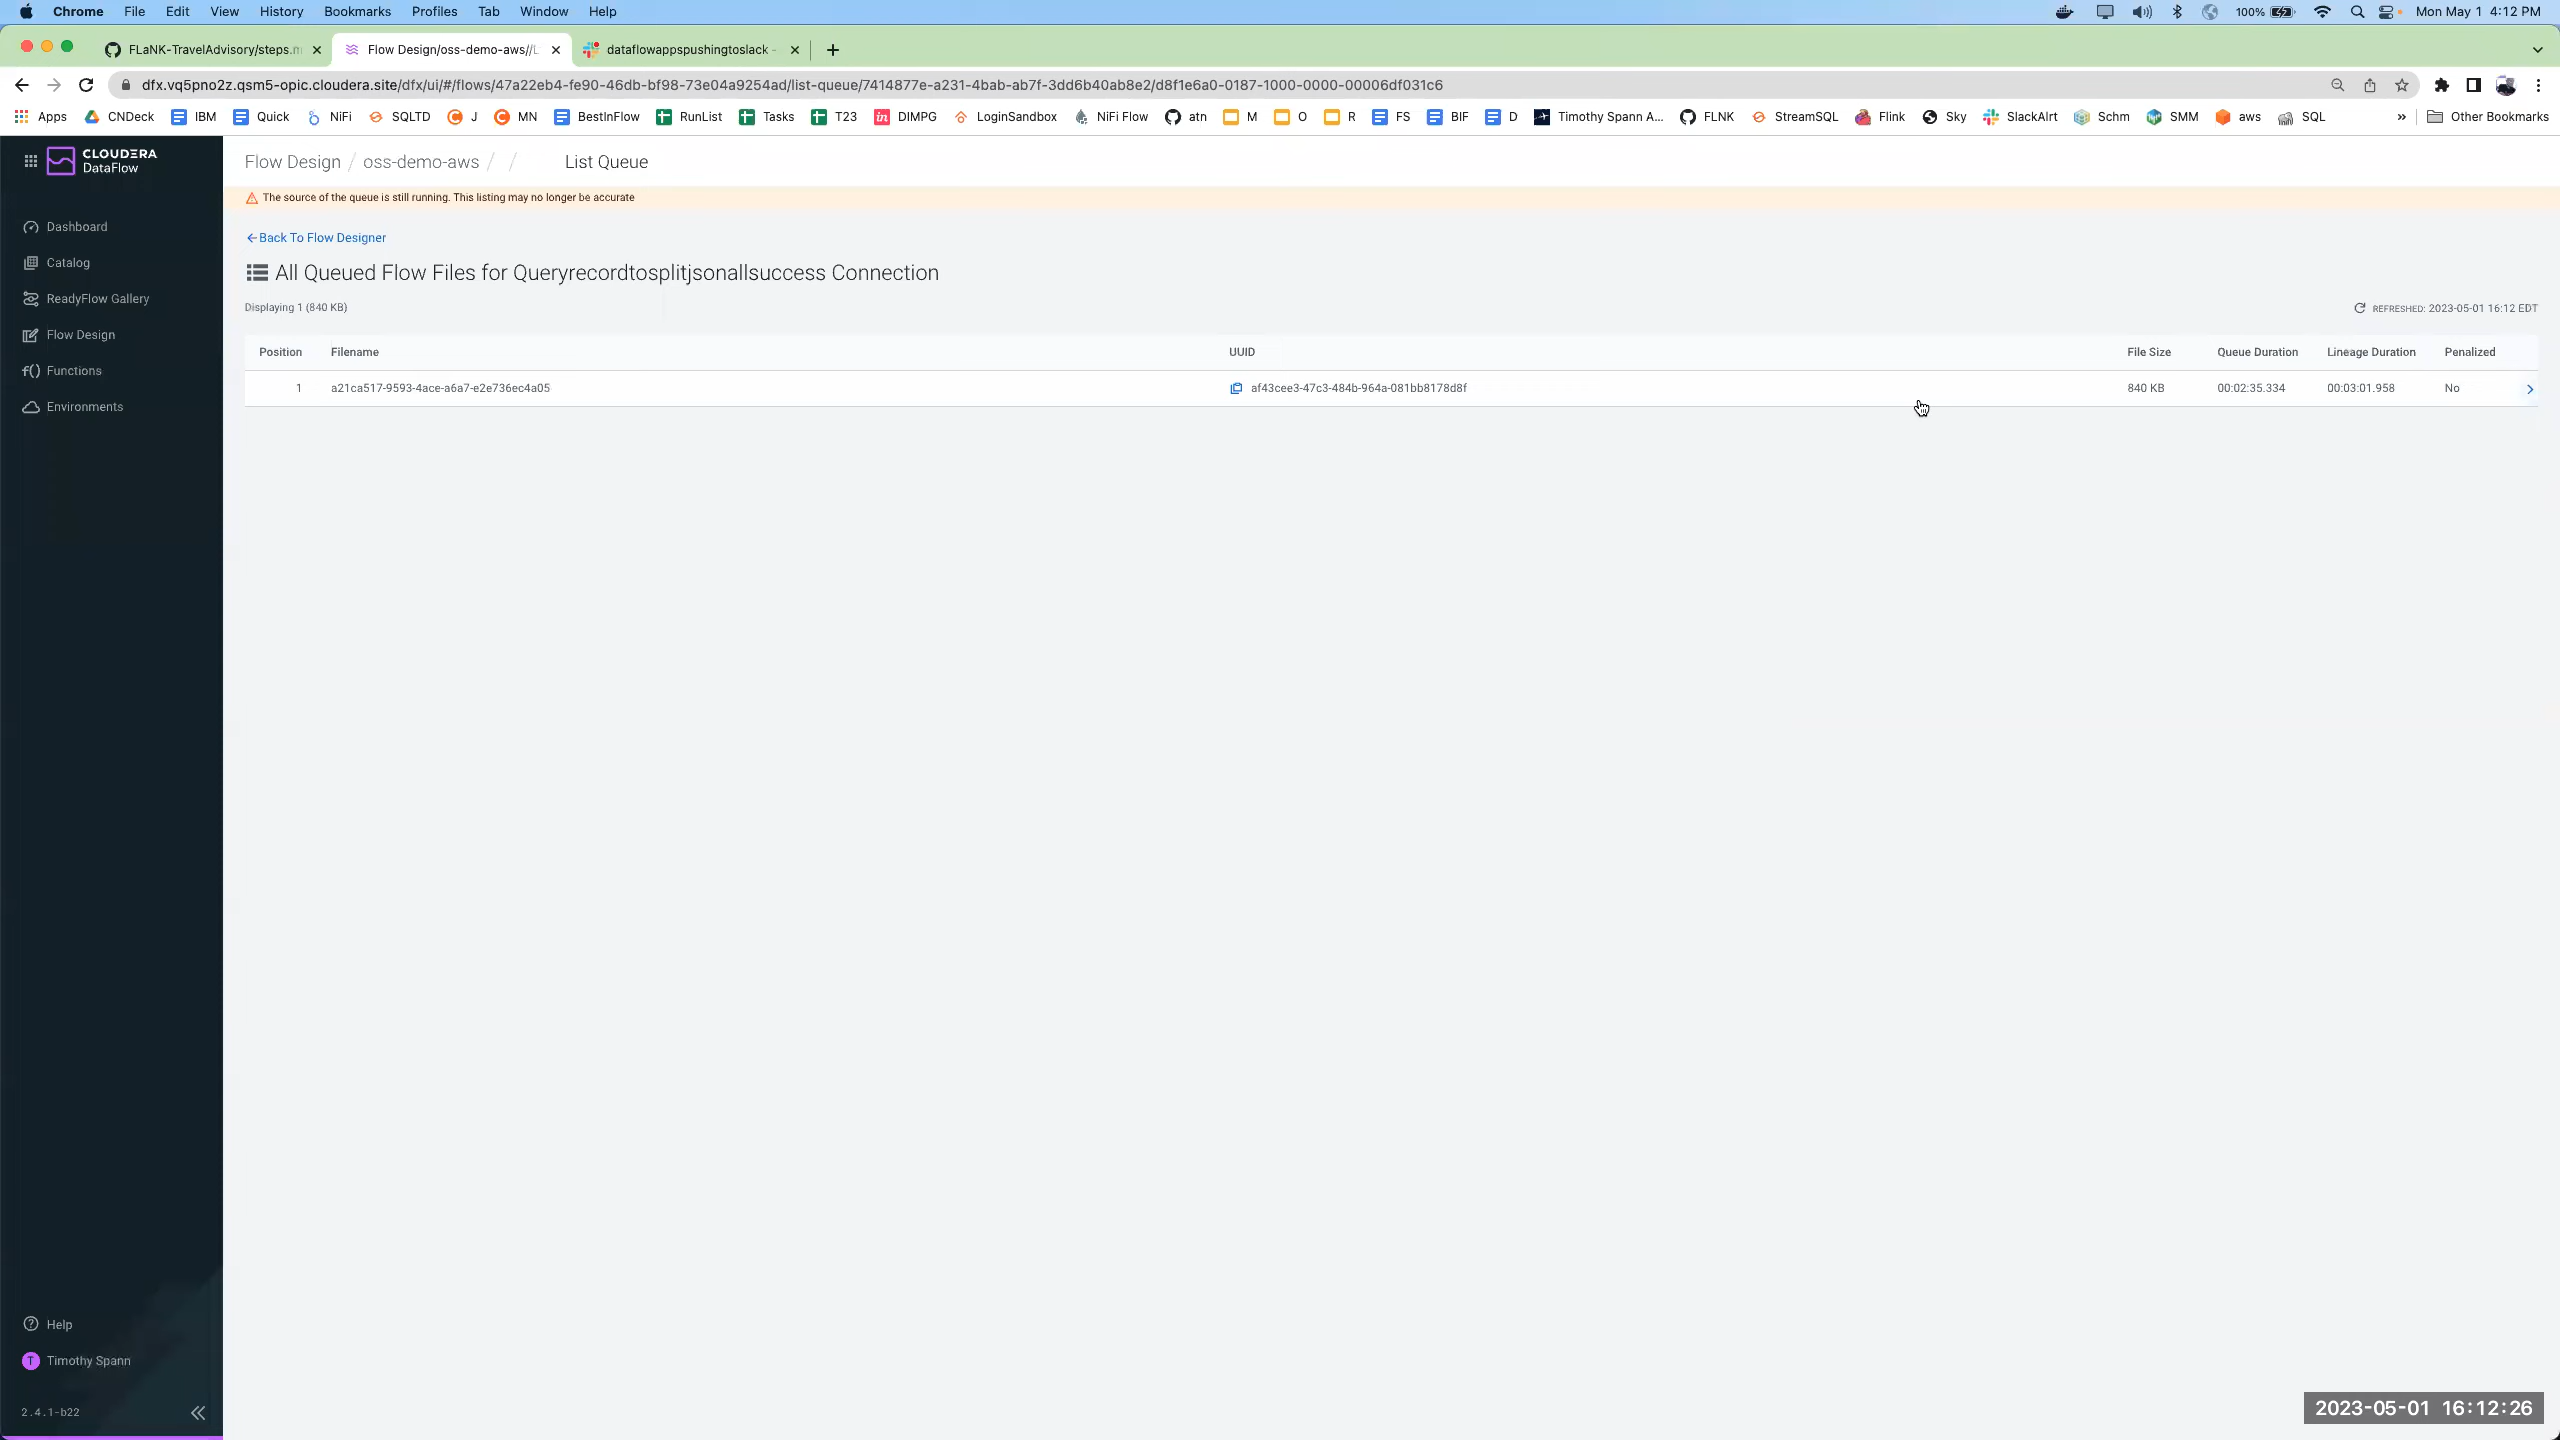 Chrome File Edit View History Bookmarks Profiles Tab Window Help 100% Mon May 1 4:12 PM
FLaNK-TravelAdvisory/steps.m Flow Design/oss-demo-aws//L dataflowappspushingtoslack -
dfx.vq5pno2z.qsm5-opic.cloudera.site/dfx/ui/#/flows/47a22eb4-fe90-46db-bf98-73e04a9254ad/list-queue/7414877e-a231-4bab-ab7f-3dd6b40ab8e2/d8f1e6a0-0187-1000-0000-00006df031c6
Apps CNDeck IBM Quick NiFi SQLTD J MN BestInFlow RunList Tasks T23 DIMPG LoginSandbox NiFi Flow atn M O R FS BIF D Timothy Spann A... FLNK StreamSQL Flink Sky SlackAlrt Schm SMM aws SQL » Other Bookmarks
CLOUDERA
DataFlow
Flow Design / oss-demo-aws / / List Queue
The source of the queue is still running. This listing may no longer be accurate
Dashboard
Catalog
ReadyFlow Gallery
Flow Design
Functions
Environments
Back To Flow Designer
All Queued Flow Files for Queryrecordtosplitjsonallsuccess Connection
Displaying 1 (840 KB) REFRESHED: 2023-05-01 16:12 EDT
Position Filename UUID File Size Queue Duration Lineage Duration Penalized
1 a21ca517-9593-4ace-a6a7-e2e736ec4a05 af43cee3-47c3-484b-964a-081bb8178d8f 840 KB 00:02:35.334 00:03:01.958 No
Help
T Timothy Spann
2.4.1-b22
2023-05-01 16:12:26